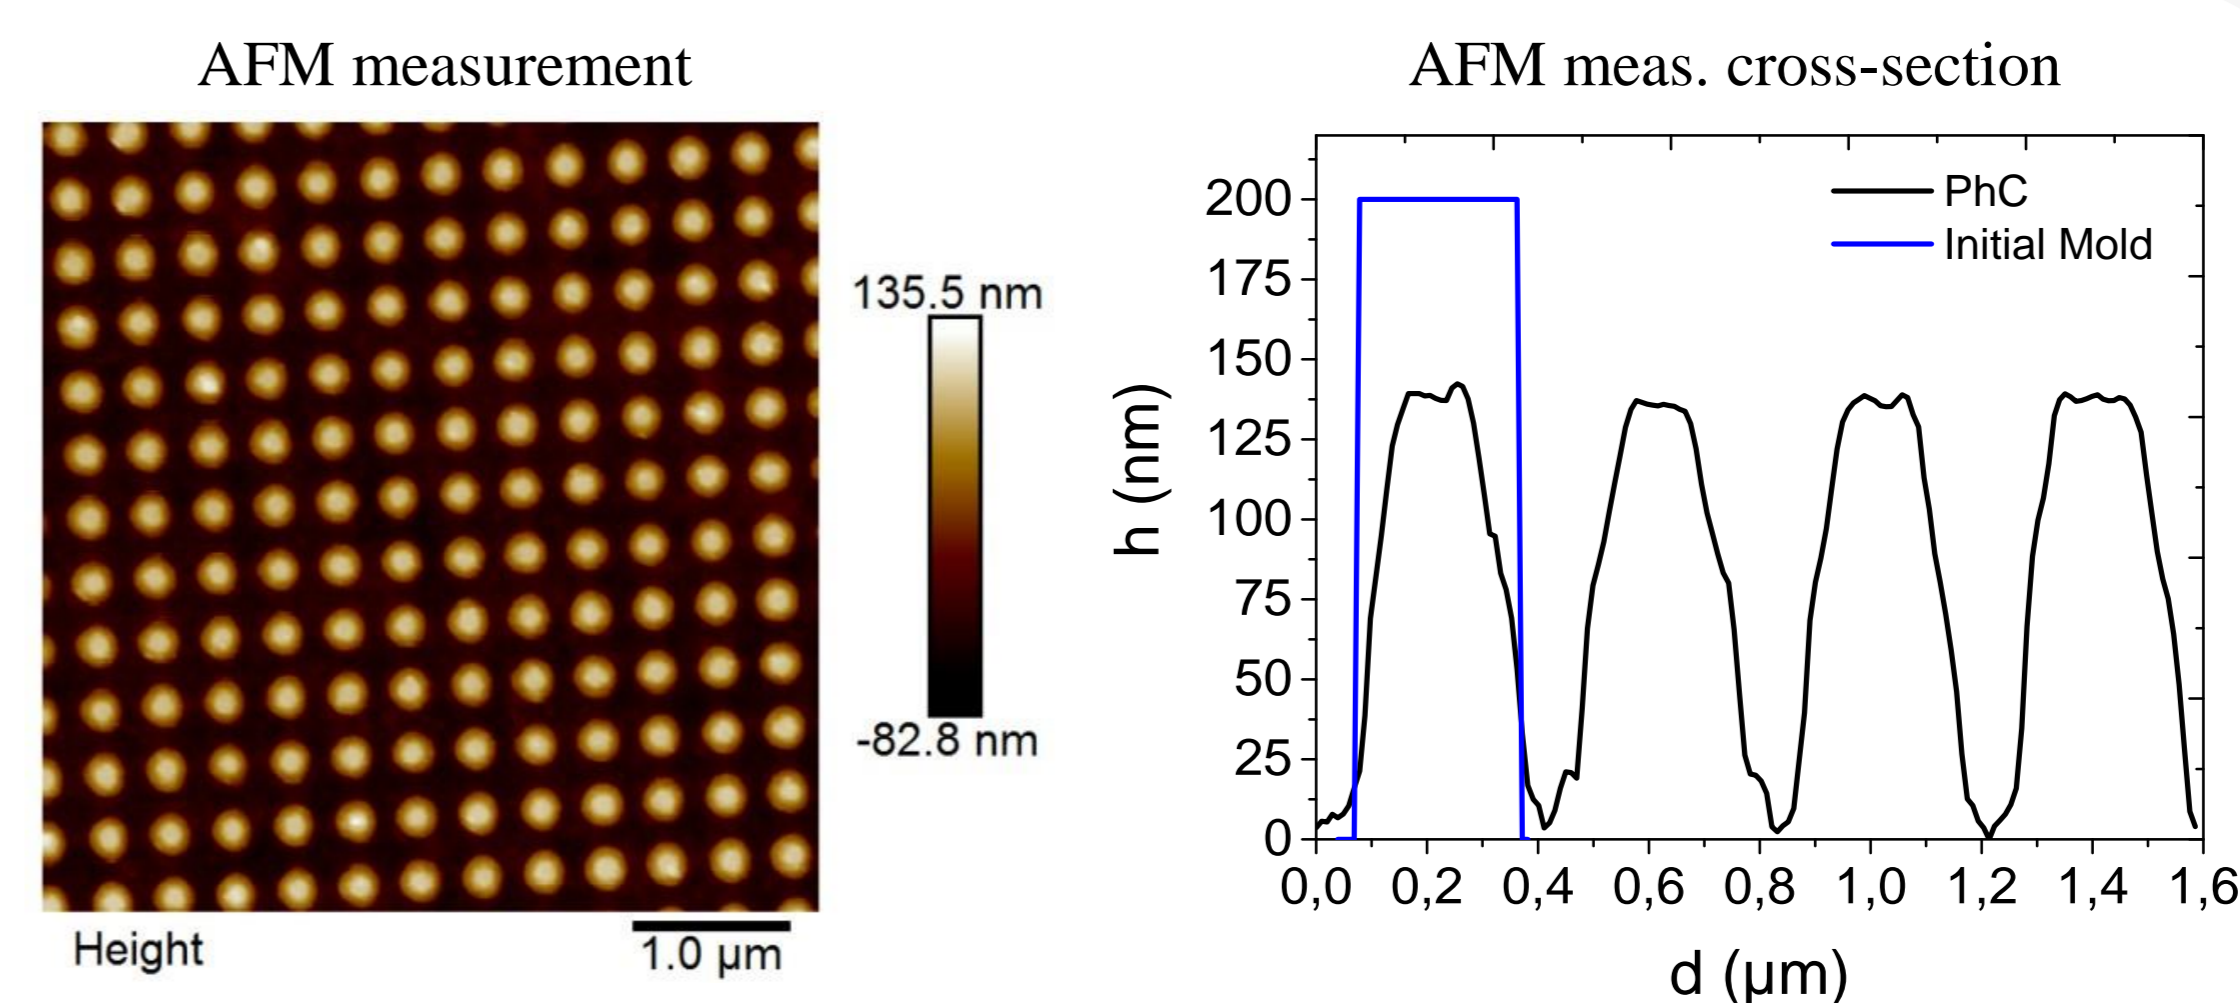 AFM measurement
135.5 nm
-82.8 nm
Height
1.0 µm
AFM meas. cross-section
PhC
Initial Mold
h (nm)
200
175
150
125
100
75
50
25
0
0,0 0,2 0,4 0,6 0,8 1,0 1,2 1,4 1,6
d (µm)